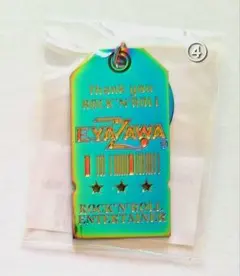 ④
Thank you
ROCK'N'ROLL
E.YAZAWA
®
★ ★ ★
ROCK'N'ROLL
ENTERTAINER